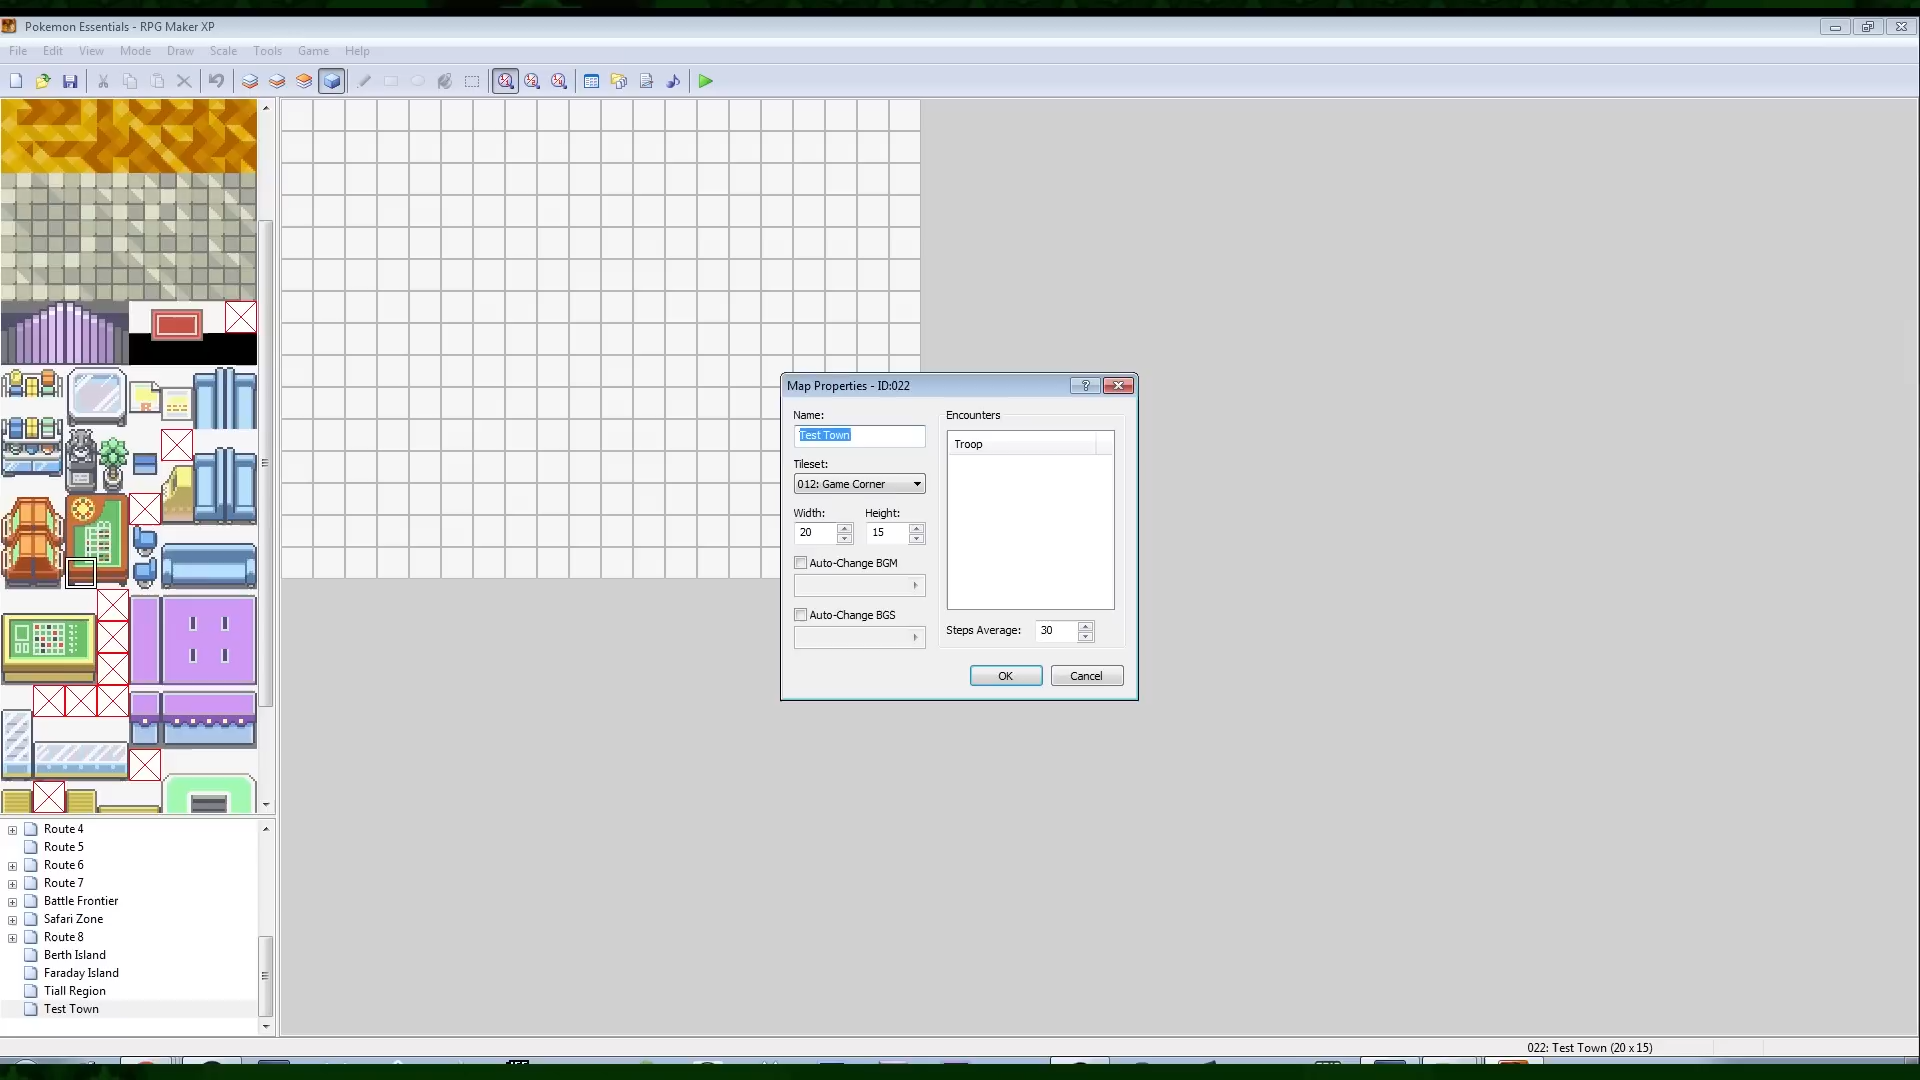 Pokemon Essentials - RPG Maker XP
File Edit View Mode Draw Scale Tools Game Help
Map Properties - ID:022
Name:
Test Town
Tileset:
012: Game Corner
Width: Height:
20 15
Auto-Change BGM
Auto-Change BGS
Encounters
Troop
Steps Average: 30
OK Cancel
Route 4
Route 5
Route 6
Route 7
Battle Frontier
Safari Zone
Route 8
Berth Island
Faraday Island
Tiall Region
Test Town
022: Test Town (20 x 15)